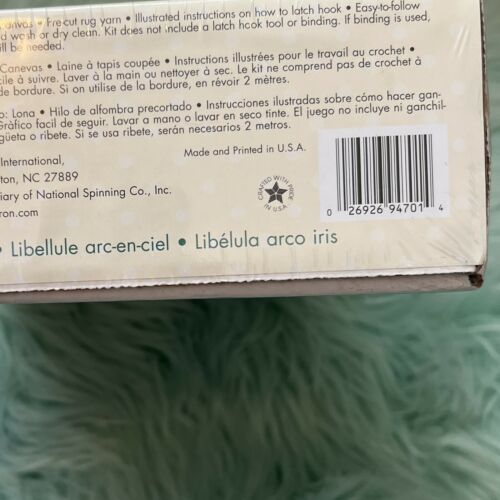 Canvas • Precut rug yarn • Illustrated instructions on how to latch hook • Easy-to-follow
wash or dry clean. Kit does not include a latch hook tool or binding. If binding is used,
will be needed.
Canevas • Laine à tapis coupée • Instructions illustrées pour le travail au crochet •
cile à suivre. Laver à la main ou nettoyer à sec. Le kit ne comprend pas de crochet à
de bordure. Si on utilise de la bordure, en révoir 2 mètres.
o: Lona • Hilo de alfombra precortado • Instrucciones ilustradas sobre cómo hacer gan-
Gráfico facil de seguir. Lavar a mano o lavar en seco tinte. El juego no incluye ni ganchil-
güeta o ribete. Si se usa ribete, serán necesarios 2 metros.
International,
ton, NC 27889
diary of National Spinning Co., Inc.
ron.com
Made and Printed in U.S.A.
CRAFTED WITH PRIDE IN U.S.A.
0 26926 94701 4
• Libellule arc-en-ciel • Libélula arco iris